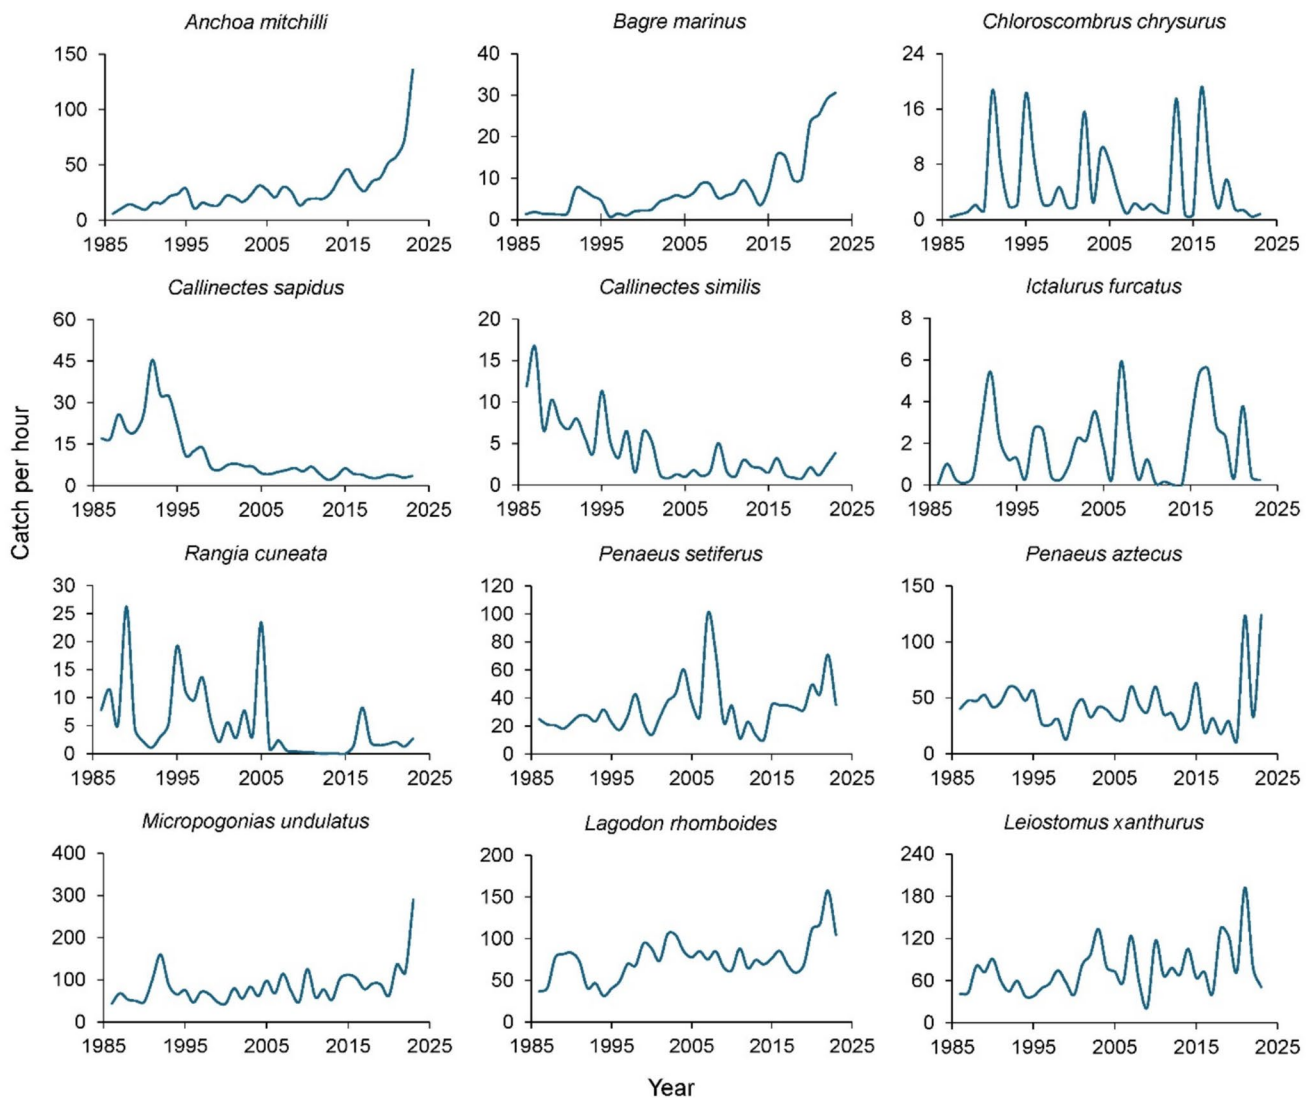 Anchoa mitchilli
Bagre marinus
Chloroscombrus chrysurus
150
100
50
0
1985 1995 2005 2015 2025
40
30
20
10
0
1985 1995 2005 2015 2025
24
16
8
0
1985 1995 2005 2015 2025
Callinectes sapidus
Callinectes similis
Ictalurus furcatus
60
45
30
15
0
1985 1995 2005 2015 2025
20
15
10
5
0
1985 1995 2005 2015 2025
8
6
4
2
0
1985 1995 2005 2015 2025
Catch per hour
Rangia cuneata
Penaeus setiferus
Penaeus aztecus
30
25
20
15
10
5
0
1985 1995 2005 2015 2025
120
100
80
60
40
20
0
1985 1995 2005 2015 2025
150
100
50
0
1985 1995 2005 2015 2025
Micropogonias undulatus
Lagodon rhomboides
Leiostomus xanthurus
400
300
200
100
0
1985 1995 2005 2015 2025
200
150
100
50
0
1985 1995 2005 2015 2025
240
180
120
60
0
1985 1995 2005 2015 2025
Year